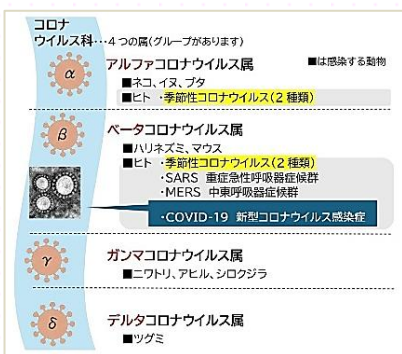 コロナ
ウイルス科…4つの属(グループがあります)
α
アルファコロナウイルス属 ■は感染する動物
■ネコ、イヌ、ブタ
■ヒト ・季節性コロナウイルス(2種類)
β
ベータコロナウイルス属
■ハリネズミ、マウス
■ヒト ・季節性コロナウイルス(2種類)
・SARS 重症急性呼吸器症候群
・MERS 中東呼吸器症候群
・COVID-19 新型コロナウイルス感染症
γ
ガンマコロナウイルス属
■ニワトリ、アヒル、シロクジラ
δ
デルタコロナウイルス属
■ツグミ